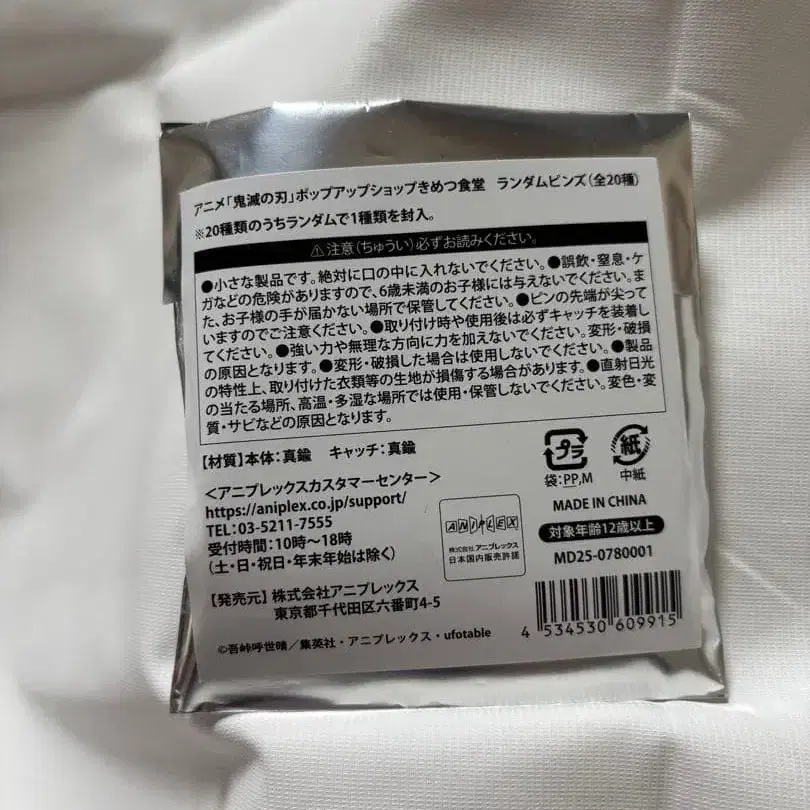 アニメ「鬼滅の刃」ポップアップショップきめつ食堂　ランダムピンズ(全20種)
※20種類のうちランダムで1種類を封入。
⚠注意(ちゅうい)必ずお読みください。
●小さな製品です。絶対に口の中に入れないでください。●誤飲・窒息・ケ
ガなどの危険がありますので、6歳未満のお子様には与えないでください。ま
た、お子様の手が届かない場所で保管してください。●ピンの先端が尖って
いますのでご注意ください。●取り付け時や使用後は必ずキャッチを装着し
てください。●強い力や無理な方向に力を加えないでください。変形・破損
の原因となります。●変形・破損した場合は使用しないでください。●製品
の特性上、取り付けた衣類等の生地が損傷する場合があります。●直射日光
の当たる場所、高温・多湿な場所では使用・保管しないでください。変色・変
質・サビなどの原因となります。
【材質】本体:真鍮　キャッチ:真鍮
プラ
袋:PP,M
紙
中紙
<アニプレックスカスタマーセンター>
https://aniplex.co.jp/support/
TEL:03-5211-7555
受付時間:10時～18時
(土・日・祝日・年末年始は除く)
ANIPLEX
株式会社アニプレックス
日本国内販売許諾
MADE IN CHINA
対象年齢12歳以上
MD25-0780001
【発売元】株式会社アニプレックス
東京都千代田区六番町4-5
©吾峠呼世晴／集英社・アニプレックス・ufotable
4 534530 609915